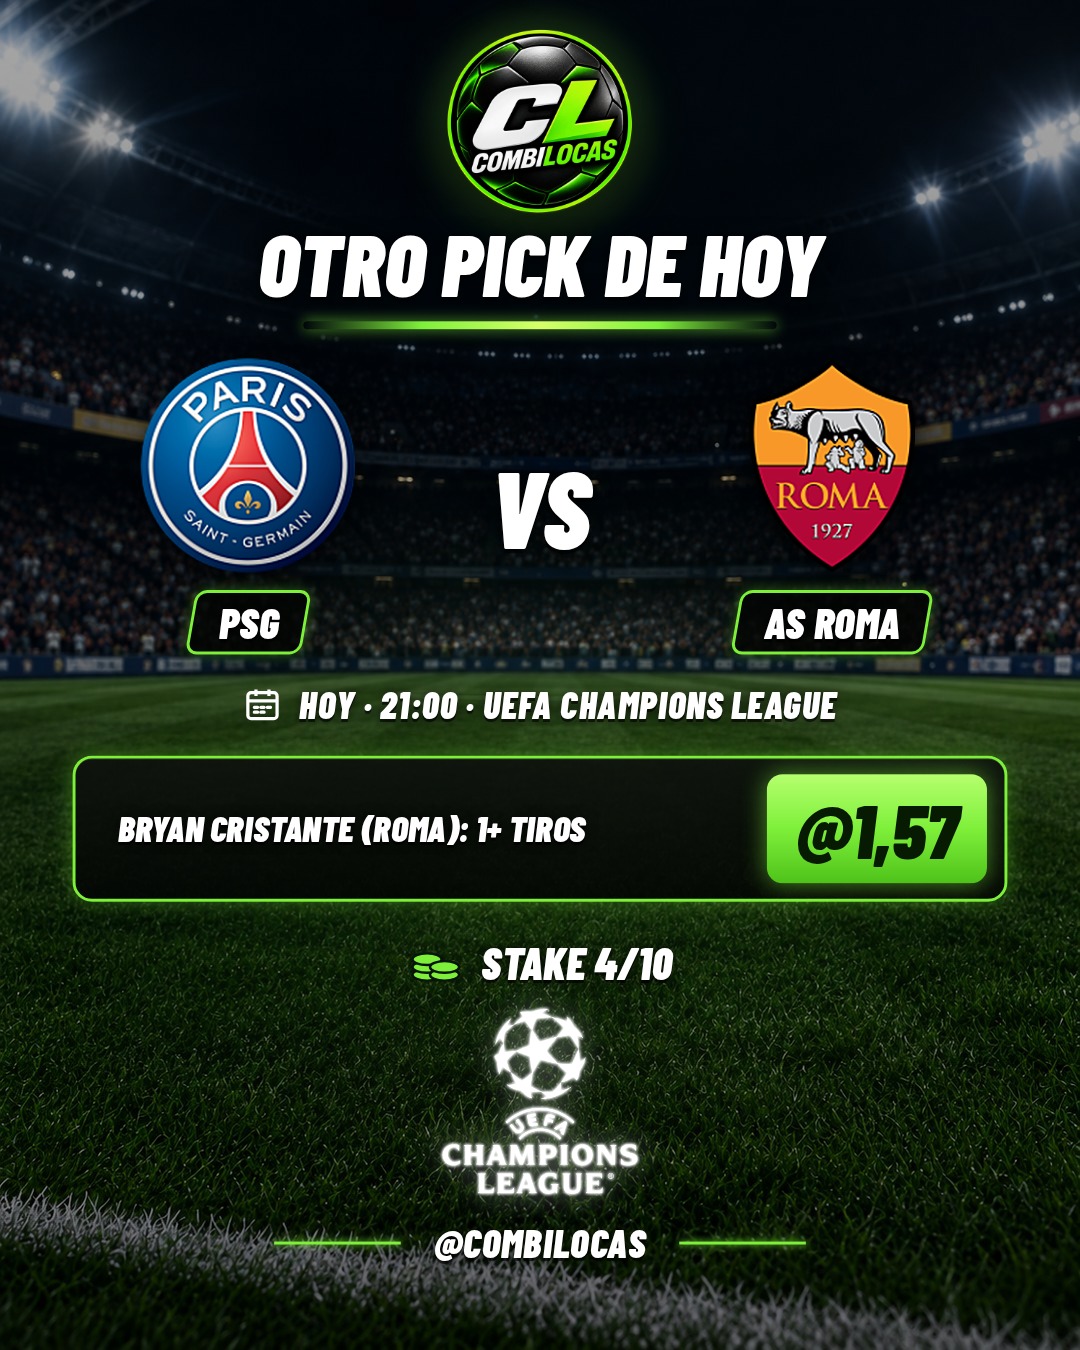 CL
COMBILOCAS
OTRO PICK DE HOY
PARIS
SAINT - GERMAIN
VS
ROMA
1927
PSG
AS ROMA
HOY · 21:00 · UEFA CHAMPIONS LEAGUE
BRYAN CRISTANTE (ROMA): 1+ TIROS
@1,57
STAKE 4/10
UEFA
CHAMPIONS
LEAGUE®
@COMBILOCAS